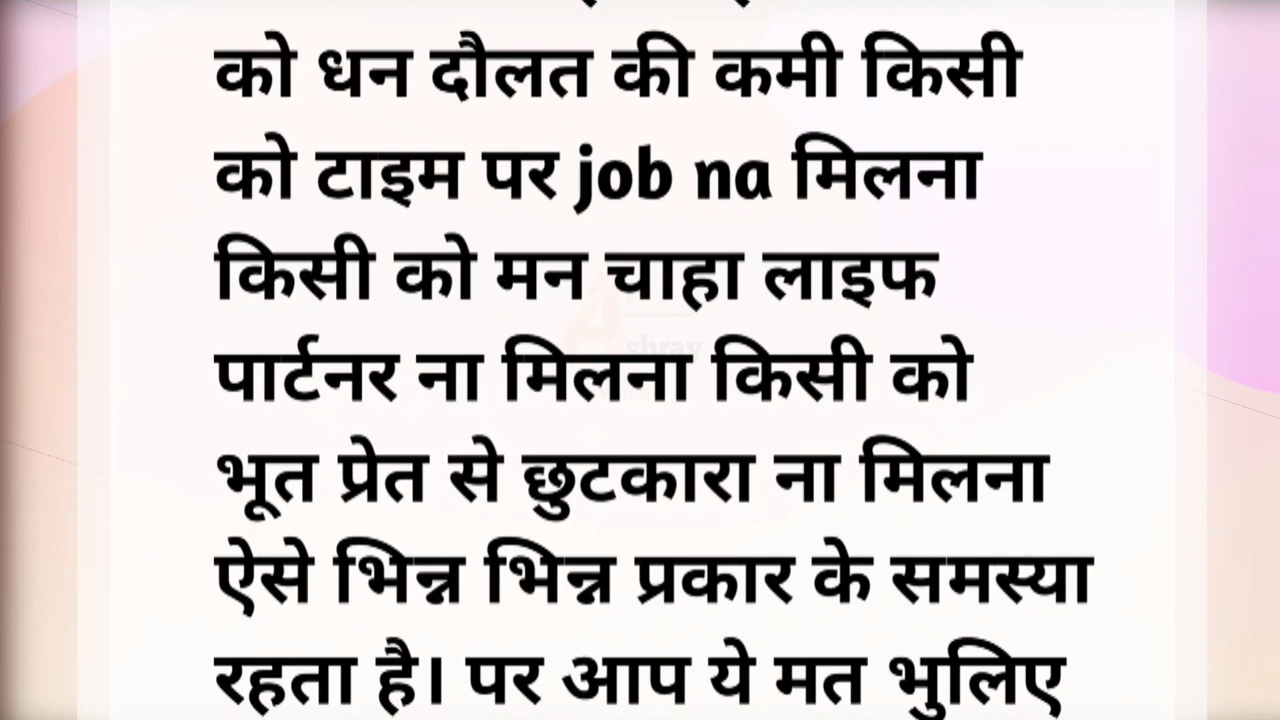 को धन दौलत की कमी किसी
को टाइम पर job na मिलना
किसी को मन चाहा लाइफ
पार्टनर ना मिलना किसी को
भूत प्रेत से छुटकारा ना मिलना
ऐसे भिन्न भिन्न प्रकार के समस्या
रहता है। पर आप ये मत भुलिए